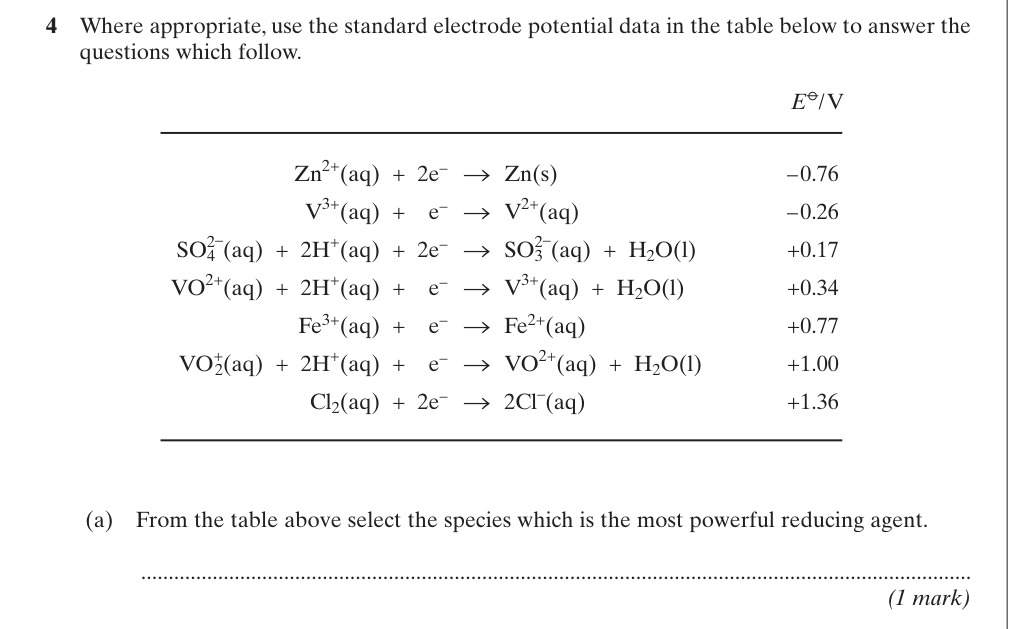 4 Where appropriate, use the standard electrode potential data in the table below to answer the
questions which follow.
E⦵/V
Zn²⁺(aq) + 2e⁻ → Zn(s) –0.76
V³⁺(aq) + e⁻ → V²⁺(aq) –0.26
SO₄²⁻(aq) + 2H⁺(aq) + 2e⁻ → SO₃²⁻(aq) + H₂O(l) +0.17
VO²⁺(aq) + 2H⁺(aq) + e⁻ → V³⁺(aq) + H₂O(l) +0.34
Fe³⁺(aq) + e⁻ → Fe²⁺(aq) +0.77
VO₂⁺(aq) + 2H⁺(aq) + e⁻ → VO²⁺(aq) + H₂O(l) +1.00
Cl₂(aq) + 2e⁻ → 2Cl⁻(aq) +1.36
(a) From the table above select the species which is the most powerful reducing agent.
(1 mark)